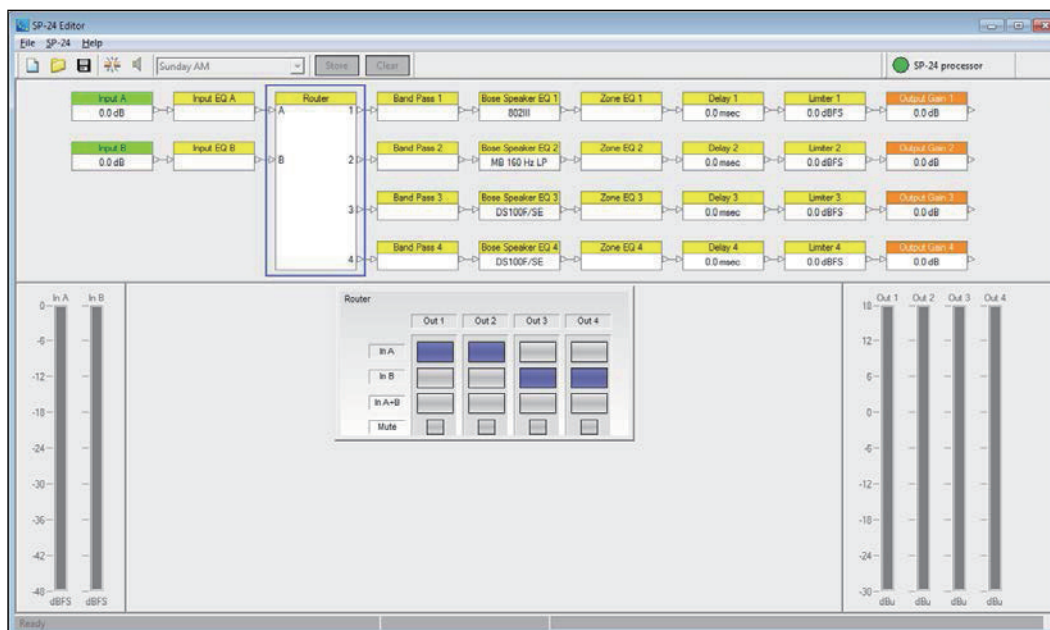 SP-24 Editor
File SP-24 Help
Sunday AM Store Clear SP-24 processor
Input A Input EQ A Router Band Pass 1 Bose Speaker EQ 1 Zone EQ 1 Delay 1 Limiter 1 Output Gain 1
0.0 dB A 1 802III 0.0 msec 0.0 dBFS 0.0 dB
Input B Input EQ B Band Pass 2 Bose Speaker EQ 2 Zone EQ 2 Delay 2 Limiter 2 Output Gain 2
0.0 dB B 2 MB 160 Hz LP 0.0 msec 0.0 dBFS 0.0 dB
Band Pass 3 Bose Speaker EQ 3 Zone EQ 3 Delay 3 Limiter 3 Output Gain 3
3 DS100F/SE 0.0 msec 0.0 dBFS 0.0 dB
Band Pass 4 Bose Speaker EQ 4 Zone EQ 4 Delay 4 Limiter 4 Output Gain 4
4 DS100F/SE 0.0 msec 0.0 dBFS 0.0 dB
In A In B
0
-6
-12
-18
-24
-30
-36
-42
-48
dBFS dBFS
Router
Out 1 Out 2 Out 3 Out 4
In A
In B
In A+B
Mute
Out 1 Out 2 Out 3 Out 4
18
12
6
0
-6
-12
-18
-24
-30
dBu dBu dBu dBu
Ready